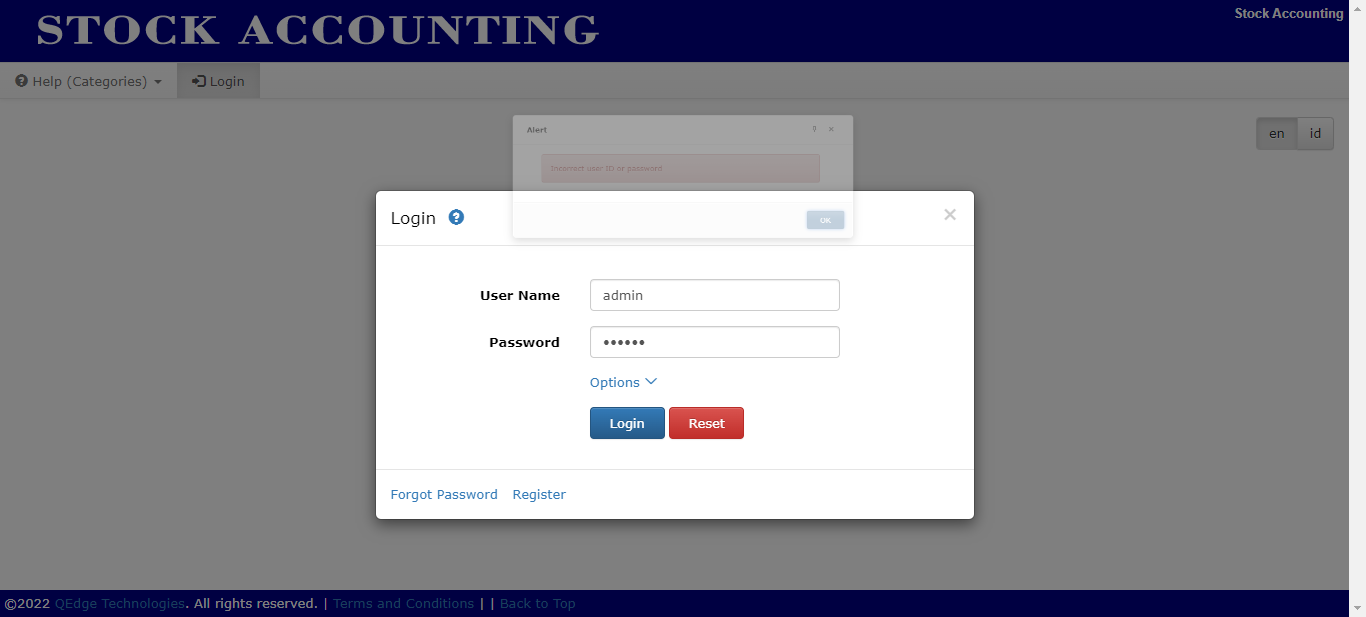 STOCK ACCOUNTING
Stock Accounting
Help (Categories)
Login
en
id
Alert
Incorrect user ID or password
OK
Login
User Name
admin
Password
••••••
Options
Login
Reset
Forgot Password
Register
©2022 QEdge Technologies. All rights reserved. | Terms and Conditions | | Back to Top